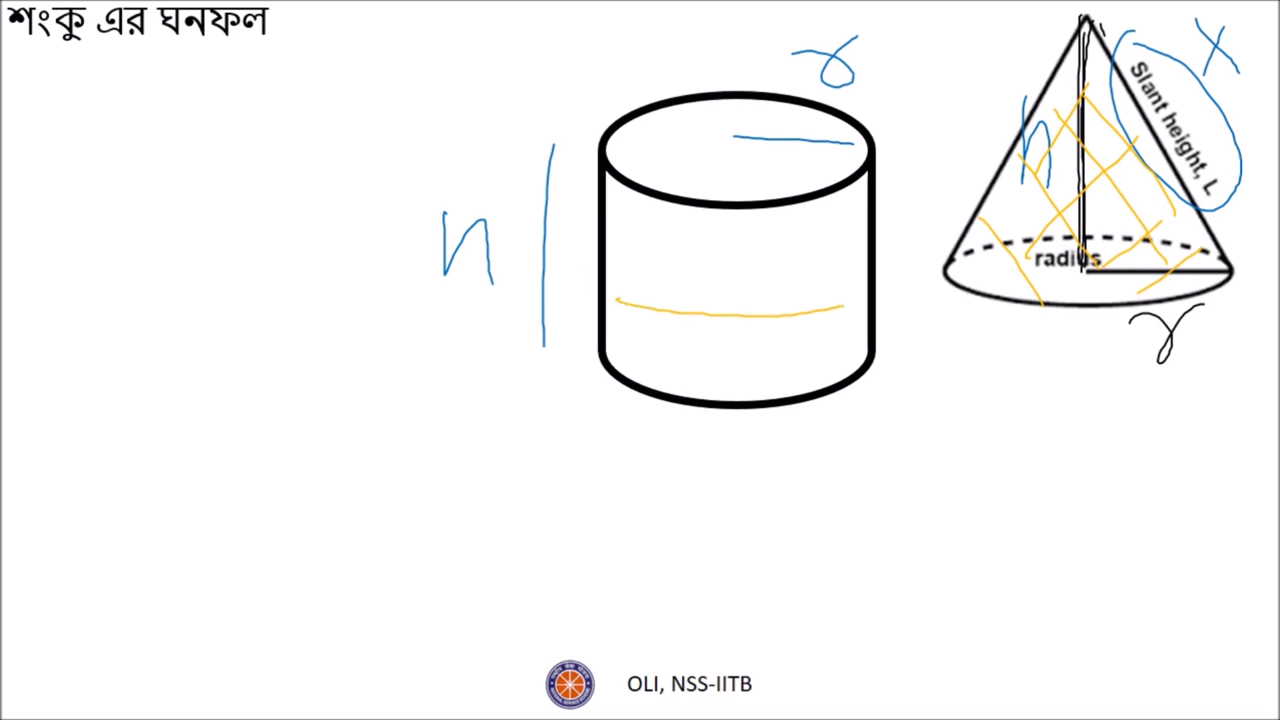 শংকু এর ঘনফল
r
h
h
x
Slant height, L
radius
r
OLI, NSS-IITB